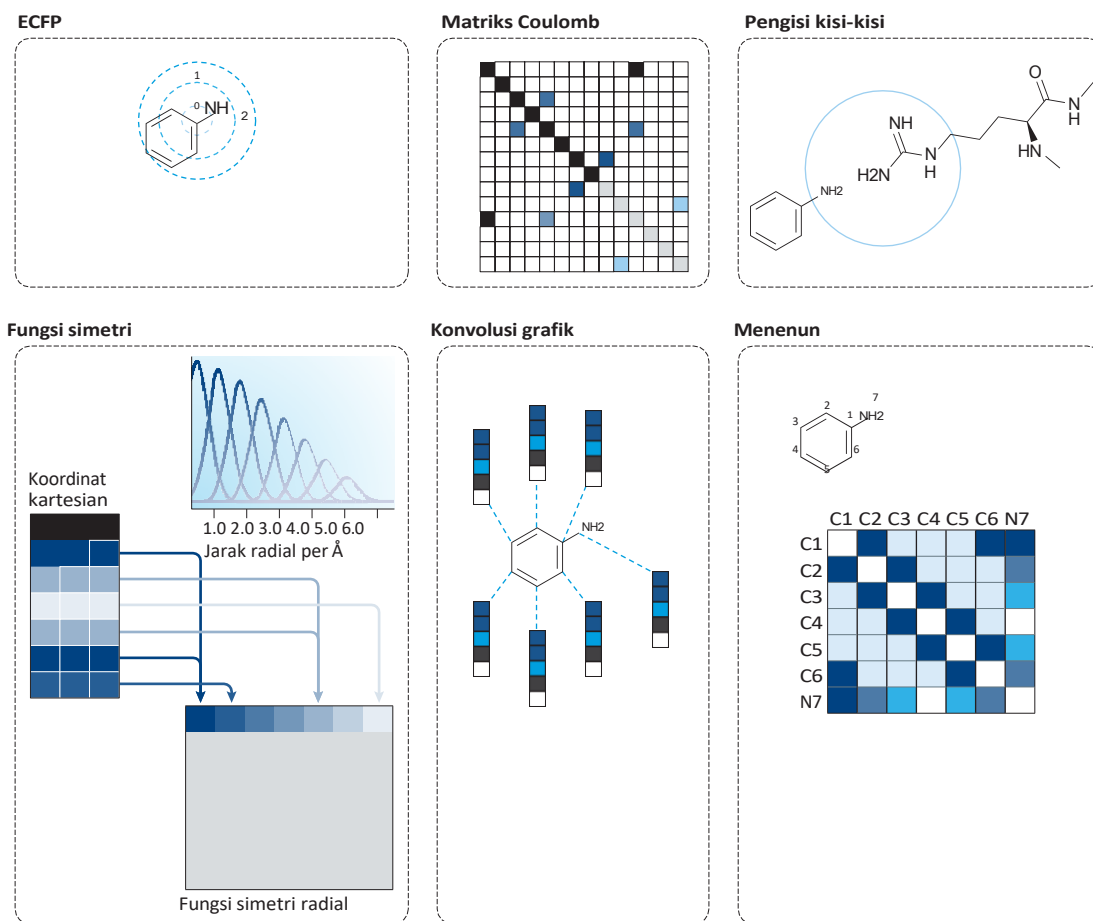 ECFP
1
0
NH
2
Matriks Coulomb
Pengisi kisi-kisi
O
NH
N
H
H2N
N
H
HN
NH2
Fungsi simetri
Koordinat
kartesian
1.0 2.0 3.0 4.0 5.0 6.0
Jarak radial per Å
Fungsi simetri radial
Konvolusi grafik
NH2
Menenun
7
2
1
NH2
3
4
6
5
C1 C2 C3 C4 C5 C6 N7
C1
C2
C3
C4
C5
C6
N7